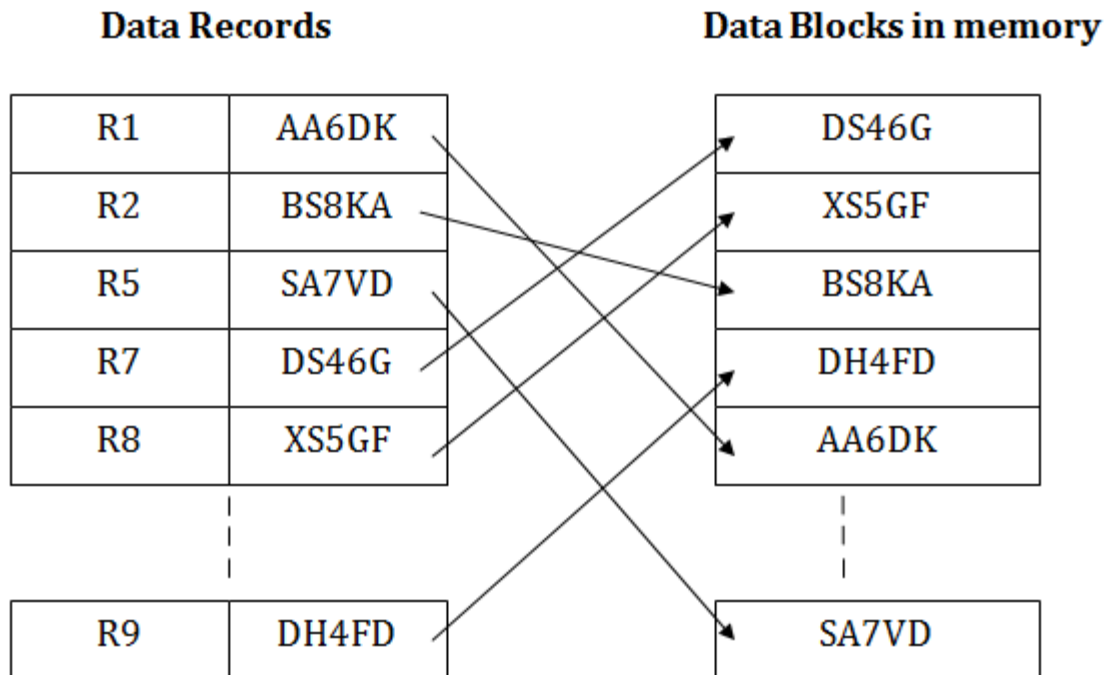 Data Records Data Blocks in memory
R1 AA6DK DS46G
R2 BS8KA XS5GF
R5 SA7VD BS8KA
R7 DS46G DH4FD
R8 XS5GF AA6DK
R9 DH4FD SA7VD